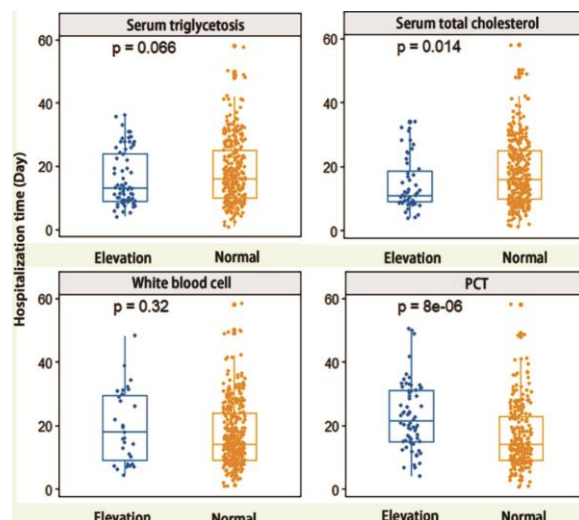 Serum triglycetosis
Serum total cholesterol
p = 0.066
p = 0.014
60
40
20
0
60
40
20
0
Elevation
Normal
Elevation
Normal
Hospitalization time (Day)
White blood cell
PCT
p = 0.32
p = 8e-06
60
40
20
0
60
40
20
0
Elevation
Normal
Elevation
Normal